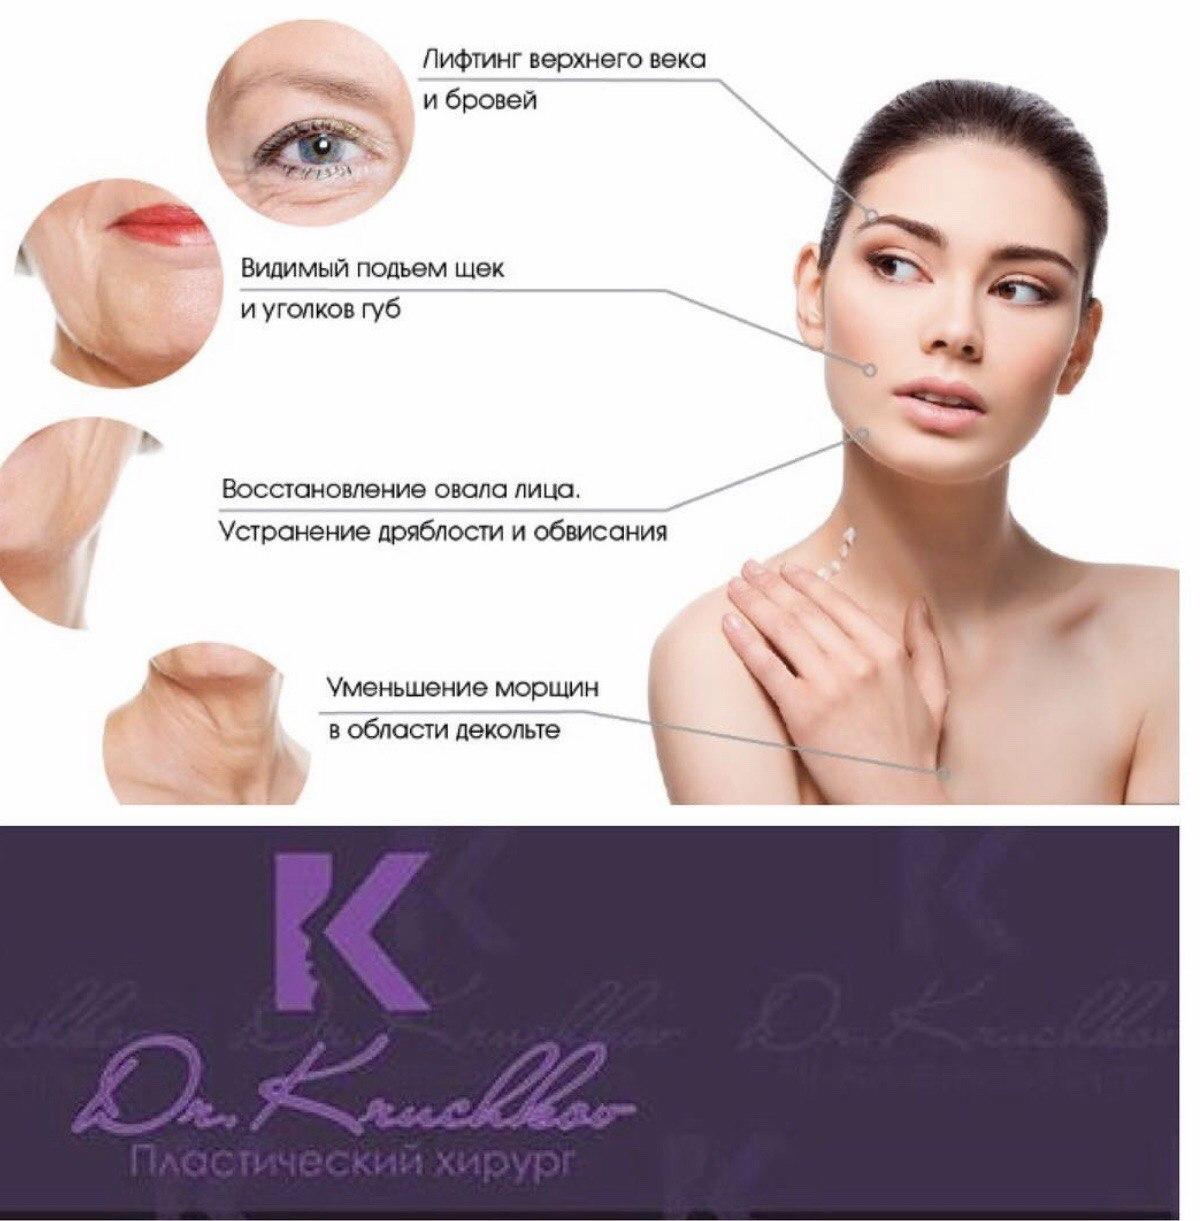 Лифтинг верхнего века
и бровей
Видимый подъем щек
и уголков губ
Восстановление овала лица.
Устранение дряблости и обвисания
Уменьшение морщин
в области декольте
K
Dr. Kruchkov
Пластический хирург